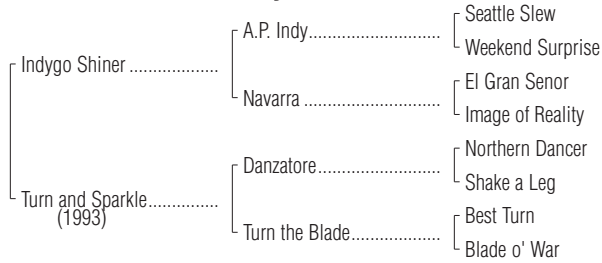 Seattle Slew
A.P. Indy..............................
Weekend Surprise
Indygo Shiner ....................
El Gran Senor
Navarra ...............................
Image of Reality
Northern Dancer
Danzatore............................
Shake a Leg
Turn and Sparkle...............
(1993)
Best Turn
Turn the Blade....................
Blade o' War